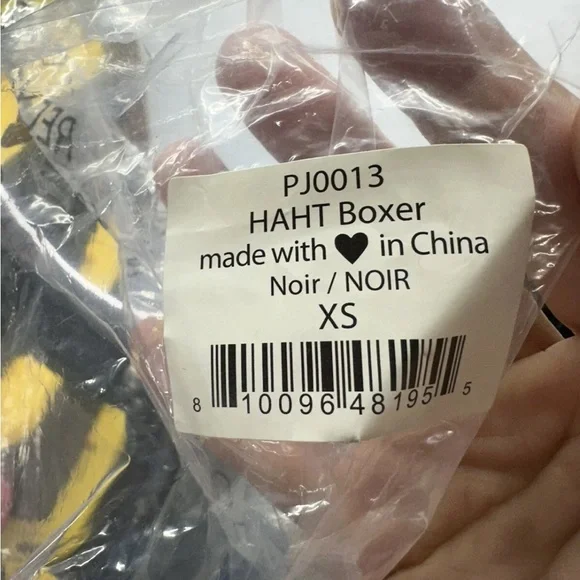 PJ0013
HAHT Boxer
made with ♥ in China
Noir / NOIR
XS
8 10096 48195 5